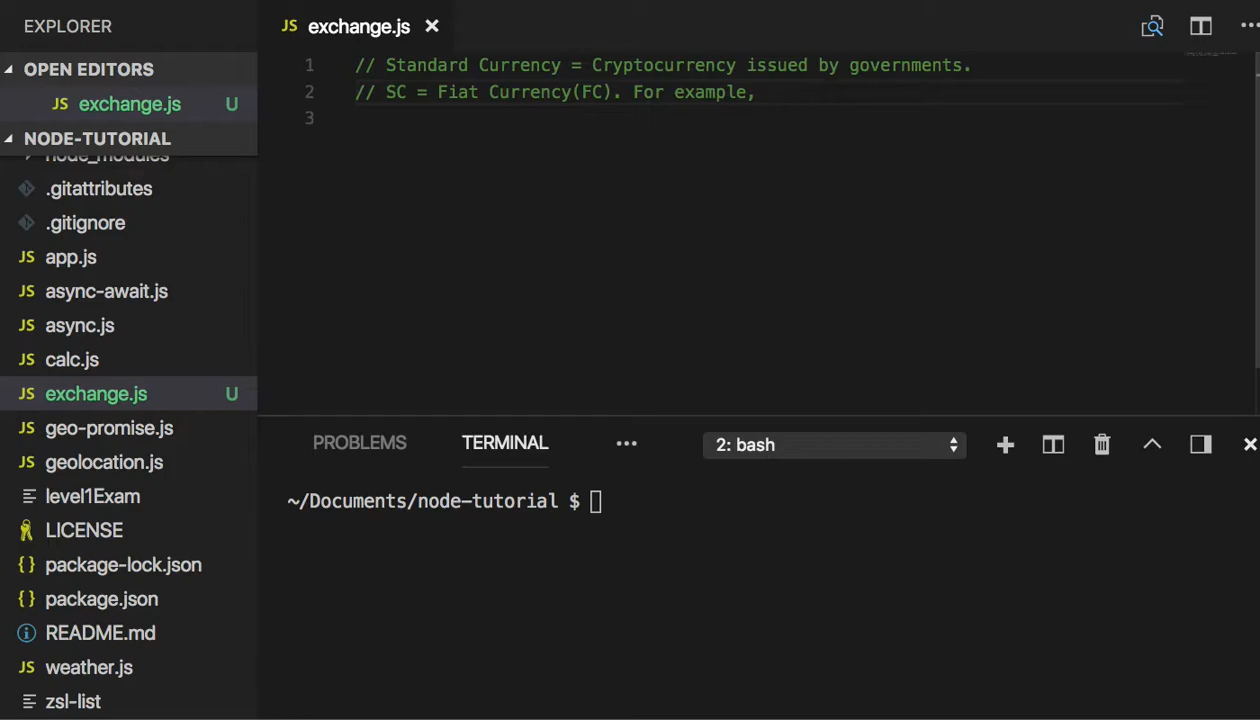 EXPLORER
OPEN EDITORS
JS exchange.js U
NODE-TUTORIAL
node_modules
.gitattributes
.gitignore
JS app.js
JS async-await.js
JS async.js
JS calc.js
JS exchange.js U
JS geo-promise.js
JS geolocation.js
level1Exam
LICENSE
{} package-lock.json
{} package.json
README.md
JS weather.js
zsl-list
JS exchange.js
1 // Standard Currency = Cryptocurrency issued by governments.
2 // SC = Fiat Currency(FC). For example,
3
PROBLEMS TERMINAL ... 2: bash
~/Documents/node-tutorial $